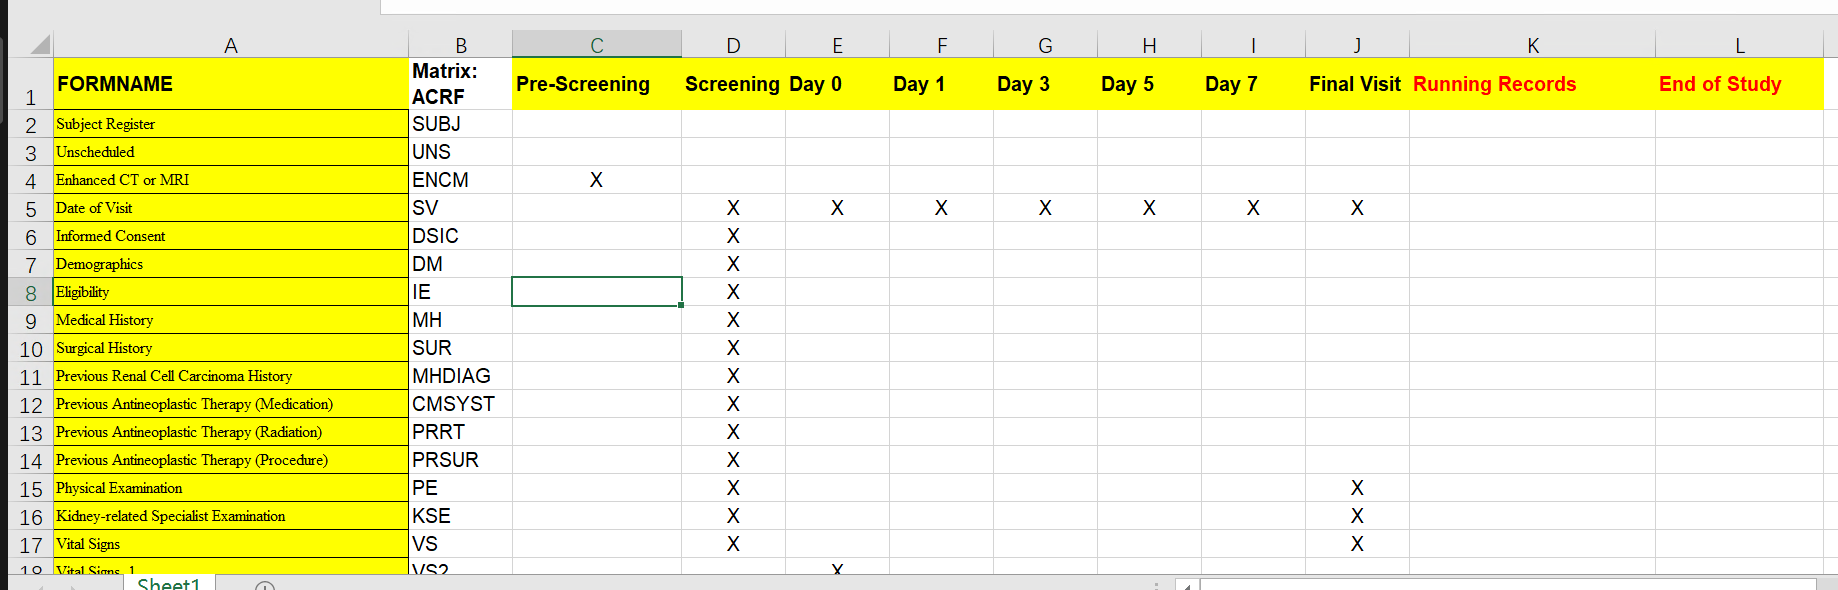 A B C D E F G H I J K L
1 FORMNAME Matrix: ACRF Pre-Screening Screening Day 0 Day 1 Day 3 Day 5 Day 7 Final Visit Running Records End of Study
2 Subject Register SUBJ
3 Unscheduled UNS
4 Enhanced CT or MRI ENCM X
5 Date of Visit SV X X X X X X X
6 Informed Consent DSIC X
7 Demographics DM X
8 Eligibility IE X
9 Medical History MH X
10 Surgical History SUR X
11 Previous Renal Cell Carcinoma History MHDIAG X
12 Previous Antineoplastic Therapy (Medication) CMSYST X
13 Previous Antineoplastic Therapy (Radiation) PRRT X
14 Previous Antineoplastic Therapy (Procedure) PRSUR X
15 Physical Examination PE X X
16 Kidney-related Specialist Examination KSE X X
17 Vital Signs VS X X
18 Vital Signs_1 VS2 X
Sheet1